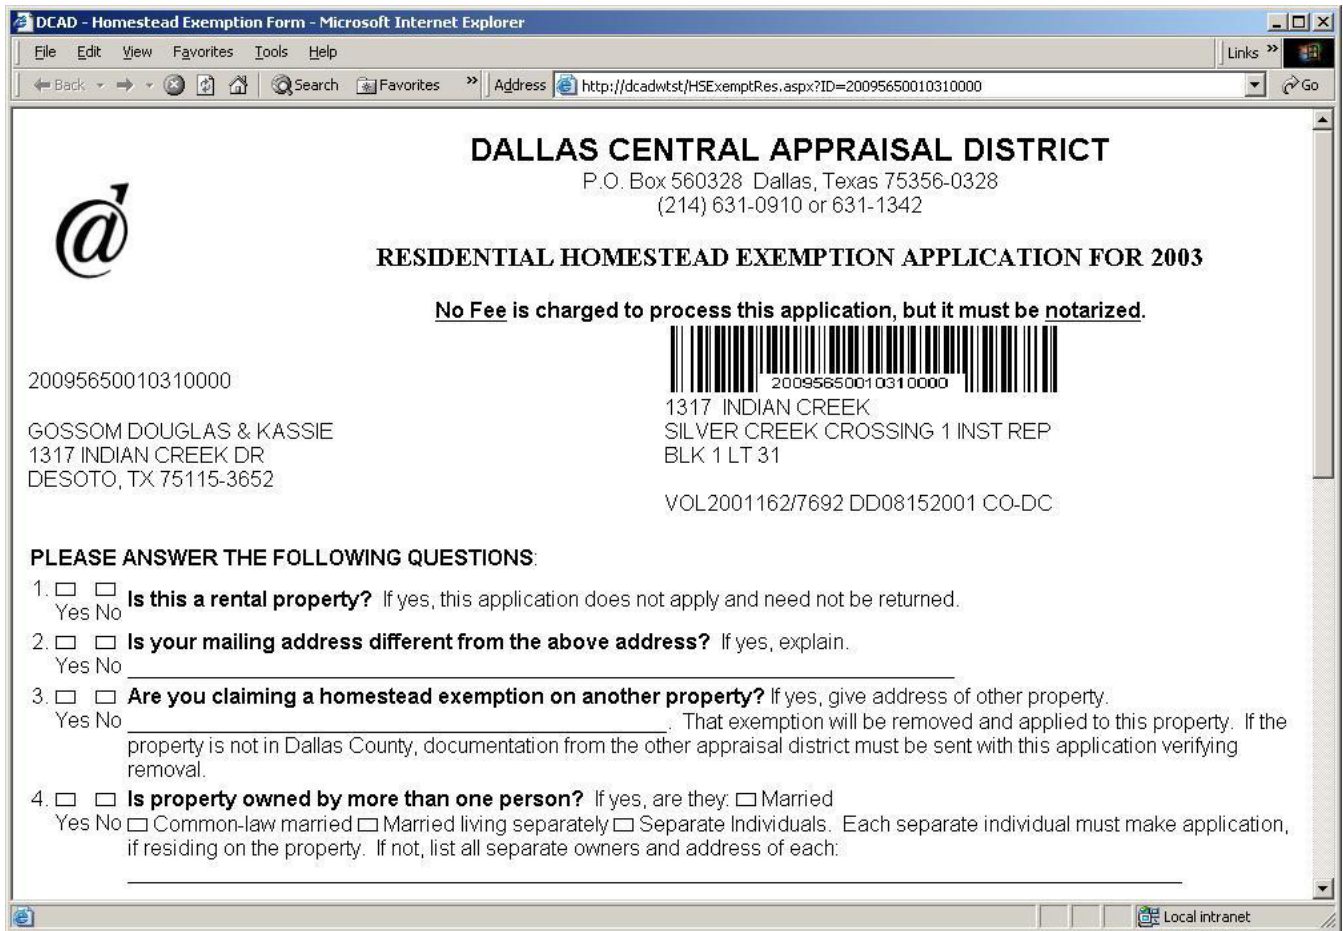 DCAD - Homestead Exemption Form - Microsoft Internet Explorer
File Edit View Favorites Tools Help Links »
Back Search Favorites » Address http://dcadwtst/HSExemptRes.aspx?ID=20095650010310000 Go
DALLAS CENTRAL APPRAISAL DISTRICT
P.O. Box 560328 Dallas, Texas 75356-0328
(214) 631-0910 or 631-1342
RESIDENTIAL HOMESTEAD EXEMPTION APPLICATION FOR 2003
No Fee is charged to process this application, but it must be notarized.
20095650010310000
20095650010310000
GOSSOM DOUGLAS & KASSIE
1317 INDIAN CREEK DR
DESOTO, TX 75115-3652
1317 INDIAN CREEK
SILVER CREEK CROSSING 1 INST REP
BLK 1 LT 31
VOL2001162/7692 DD08152001 CO-DC
PLEASE ANSWER THE FOLLOWING QUESTIONS:
1. Yes No Is this a rental property? If yes, this application does not apply and need not be returned.
2. Yes No Is your mailing address different from the above address? If yes, explain.
3. Yes No Are you claiming a homestead exemption on another property? If yes, give address of other property.
. That exemption will be removed and applied to this property. If the
property is not in Dallas County, documentation from the other appraisal district must be sent with this application verifying
removal.
4. Yes No Is property owned by more than one person? If yes, are they: Married
Common-law married Married living separately Separate Individuals. Each separate individual must make application,
if residing on the property. If not, list all separate owners and address of each:
Local intranet